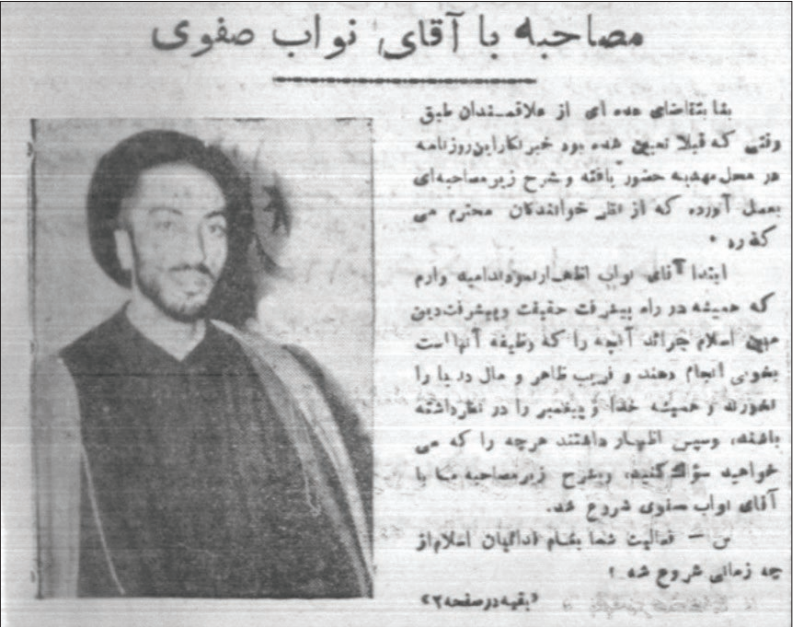 مصاحبه با آقای نواب صفوی
بنا بتقاضای عده ای از علاقمندان طبق
وقتی که قبلا تعیین شده بود خبرنگار این روزنامه
در محل مهدیه حضور یافته و شرح زیر مصاحبه ای
بعمل آورده که از نظر خوانندگان محترم می
گذرد .
ابتدا آقای نواب اظهار نمودند امید وارم
که همیشه در راه پیشرفت حقیقت و پیشرفت دین
مبین اسلام جرائد آنچه را که وظیفه آنها است
بخوبی انجام دهند و فریب ظاهر و مال دنیا را
نخورند و همیشه خدا و پیغمبر را در نظر داشته
باشند، وسپس اظهار داشتند هرچه را که می
خواهید سؤال کنید، وبشرح زیر مصاحبه ما با
آقای نواب صفوی شروع شد.
س - فعالیت شما بنام فدائیان اسلام از
چه زمانی شروع شد ؟
«بقیه در صفحه ۲»